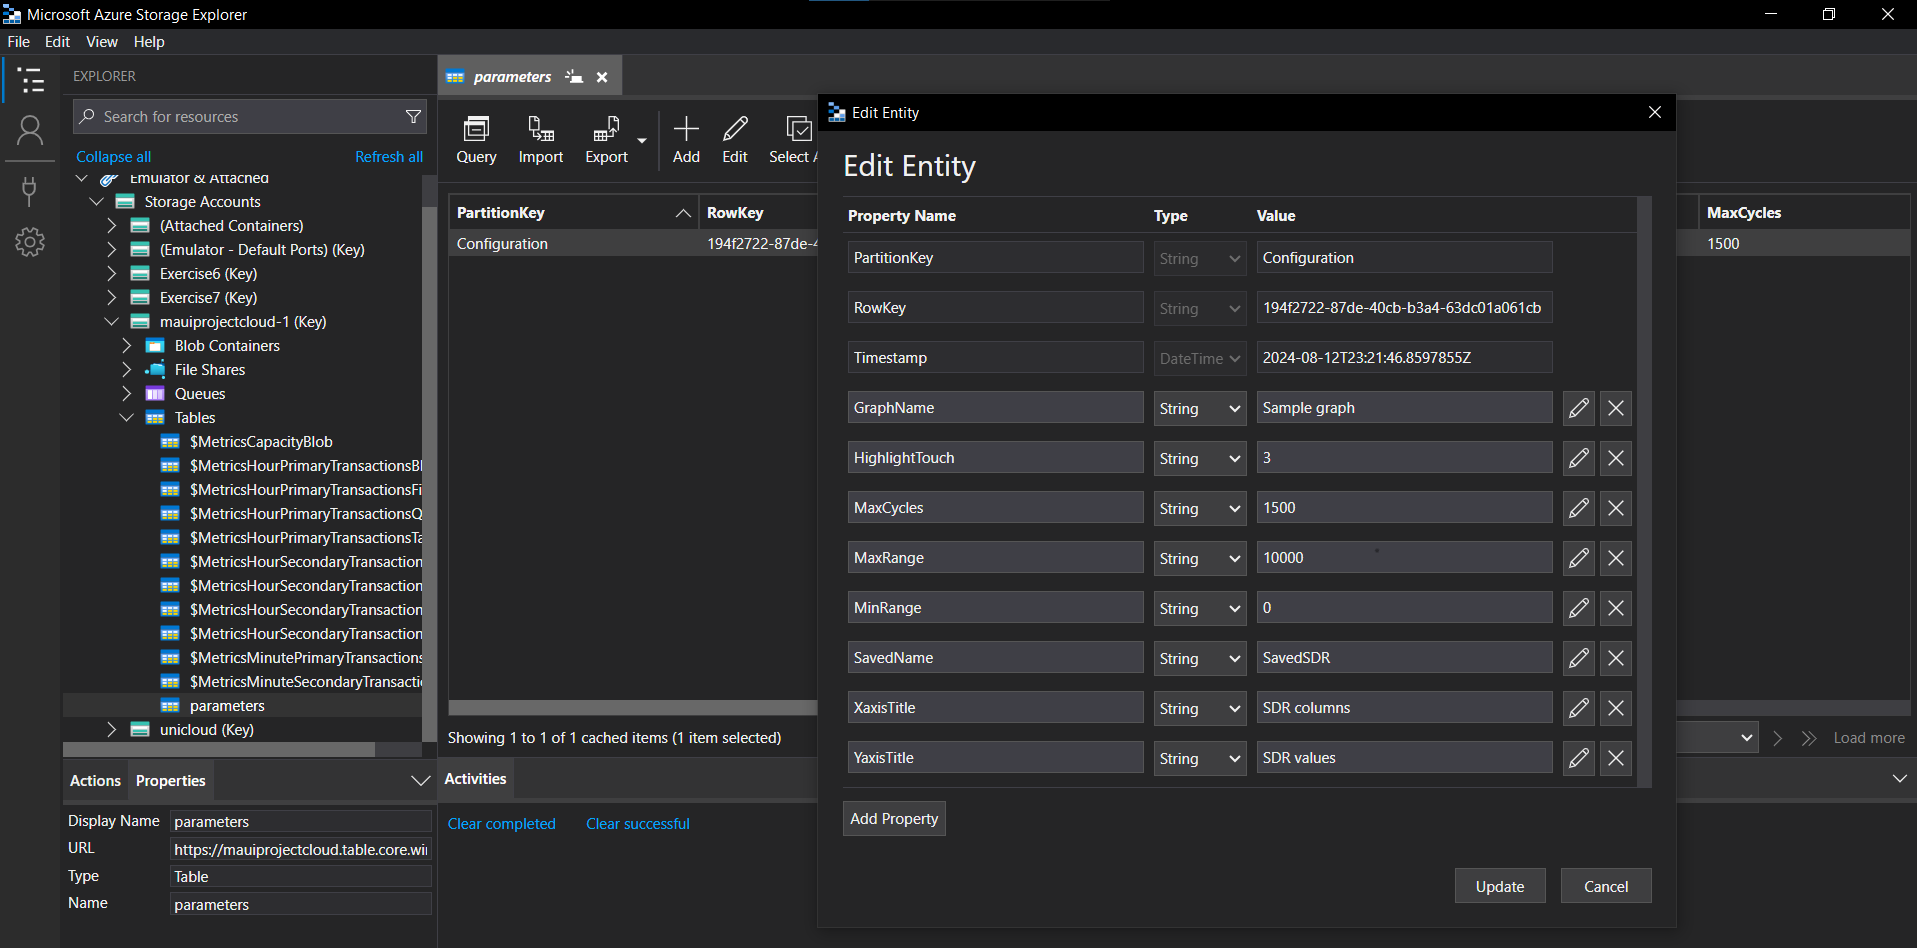 Microsoft Azure Storage Explorer
File Edit View Help
EXPLORER
Search for resources
Collapse all Refresh all
Emulator & Attached
Storage Accounts
(Attached Containers)
(Emulator - Default Ports) (Key)
Exercise6 (Key)
Exercise7 (Key)
mauiprojectcloud-1 (Key)
Blob Containers
File Shares
Queues
Tables
$MetricsCapacityBlob
$MetricsHourPrimaryTransactionsBl
$MetricsHourPrimaryTransactionsFi
$MetricsHourPrimaryTransactionsQ
$MetricsHourPrimaryTransactionsTa
$MetricsHourSecondaryTransaction
$MetricsHourSecondaryTransaction
$MetricsHourSecondaryTransaction
$MetricsHourSecondaryTransaction
$MetricsMinutePrimaryTransactions
$MetricsMinuteSecondaryTransacti
parameters
unicloud (Key)
Actions Properties
Display Name parameters
URL https://mauiprojectcloud.table.core.wi
Type Table
Name parameters
parameters
Query Import Export Add Edit Select A
PartitionKey RowKey MaxCycles
Configuration 194f2722-87de-4 1500
Showing 1 to 1 of 1 cached items (1 item selected)
Load more
Activities
Clear completed Clear successful
Edit Entity
Edit Entity
Property Name Type Value
PartitionKey String Configuration
RowKey String 194f2722-87de-40cb-b3a4-63dc01a061cb
Timestamp DateTime 2024-08-12T23:21:46.8597855Z
GraphName String Sample graph
HighlightTouch String 3
MaxCycles String 1500
MaxRange String 10000
MinRange String 0
SavedName String SavedSDR
XaxisTitle String SDR columns
YaxisTitle String SDR values
Add Property
Update Cancel